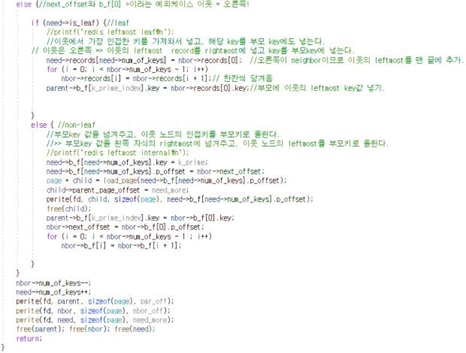 else {//next_offset와 b_f[0] >이라는 예외케이스 이웃 = 오른쪽!
if (need->is_leaf) {//leaf
//printf("redis leftmost leaf\n");
//이웃에서 가장 인접한 키를 가져와서 넣고, 해당 key를 부모 key에도 넣는다.
// 이웃은 오른쪽 => 이웃의 leftmost record를 rightmost에 넣고 key를 부모key에 넣는다.
need->records[need->num_of_keys] = nbor->records[0]; //오른쪽이 neighbor이므로 이웃의 leftmost를 맨 끝에 추가.
for (i = 0; i < nbor->num_of_keys - 1; i++)
nbor->records[i] = nbor->records[i + 1];// 한칸씩 당겨옴
parent->b_f[k_prime_index].key = nbor->records[0].key;//부모에 이웃의 leftmost key값 넣기.
}
else { //non-leaf
//부모key 값을 넘겨주고, 이웃 노드의 인접키를 부모키로 올린다.
//>> 부모key 값을 왼쪽 자식의 rightmost에 넘겨주고, 이웃 노드의 leftmost를 부모키로 올린다.
//printf("redis leftmost internal\n");
need->b_f[need->num_of_keys].key = k_prime;
need->b_f[need->num_of_keys].p_offset = nbor->next_offset;
page * child = load_page(need->b_f[need->num_of_keys].p_offset);
child->parent_page_offset = need_more;
pwrite(fd, child, sizeof(page), need->b_f[need->num_of_keys].p_offset);
free(child);
parent->b_f[k_prime_index].key = nbor->b_f[0].key;
nbor->next_offset = nbor->b_f[0].p_offset;
for (i = 0; i < nbor->num_of_keys - 1 ; i++)
nbor->b_f[i] = nbor->b_f[i + 1];
}
}
nbor->num_of_keys--;
need->num_of_keys++;
pwrite(fd, parent, sizeof(page), par_off);
pwrite(fd, nbor, sizeof(page), nbor_off);
pwrite(fd, need, sizeof(page), need_more);
free(parent); free(nbor); free(need);
return;
}